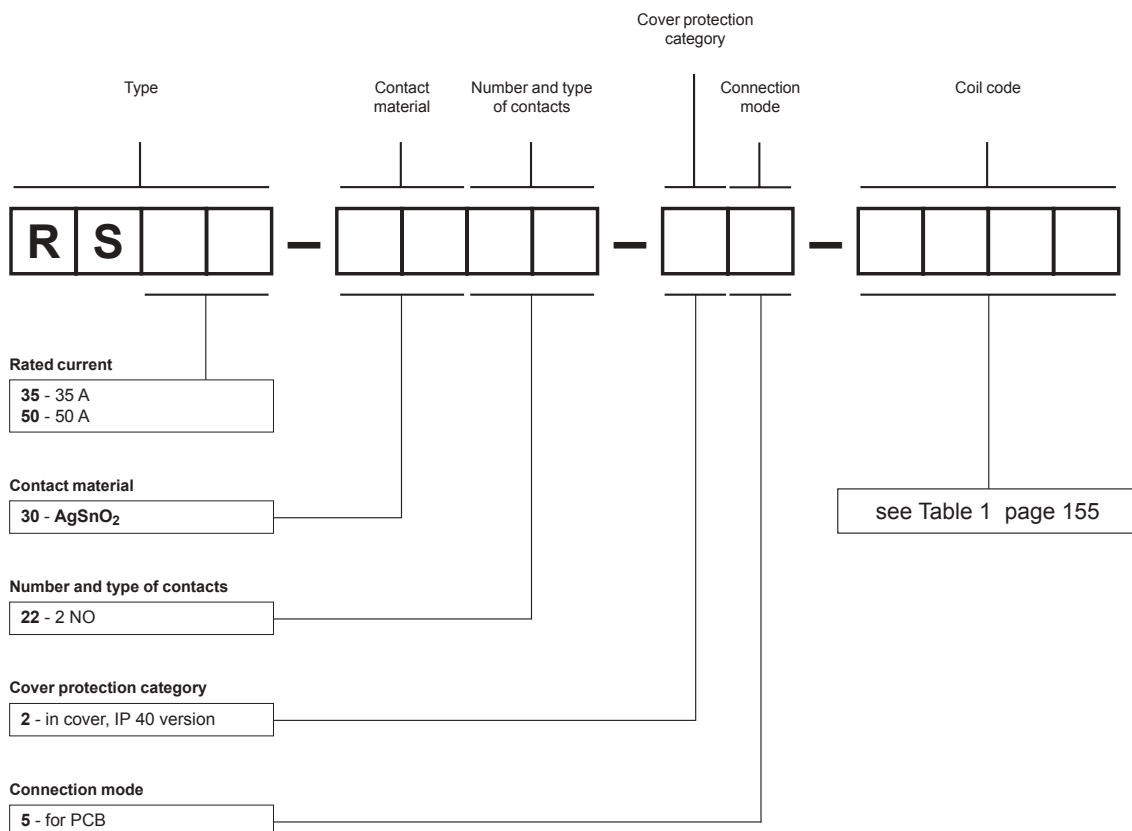 Cover protection
category
Type
Contact
material
Number and type
of contacts
Connection
mode
Coil code
R S – – –
Rated current
35 - 35 A
50 - 50 A
Contact material
30 - AgSnO₂
see Table 1 page 155
Number and type of contacts
22 - 2 NO
Cover protection category
2 - in cover, IP 40 version
Connection mode
5 - for PCB